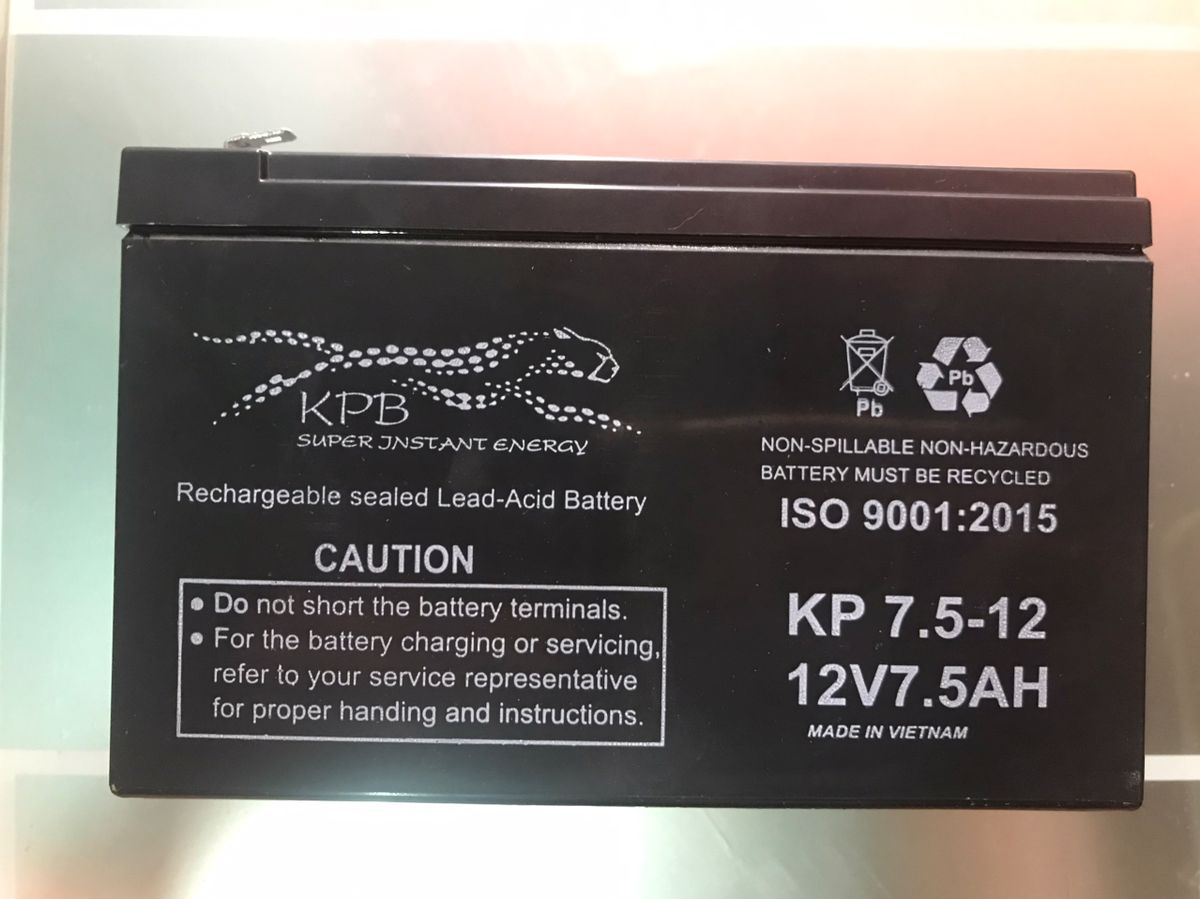 KPB
SUPER INSTANT ENERGY
Rechargeable sealed Lead-Acid Battery
CAUTION
• Do not short the battery terminals.
• For the battery charging or servicing,
refer to your service representative
for proper handing and instructions.
Pb
Pb
NON-SPILLABLE NON-HAZARDOUS
BATTERY MUST BE RECYCLED
ISO 9001:2015
KP 7.5-12
12V7.5AH
MADE IN VIETNAM